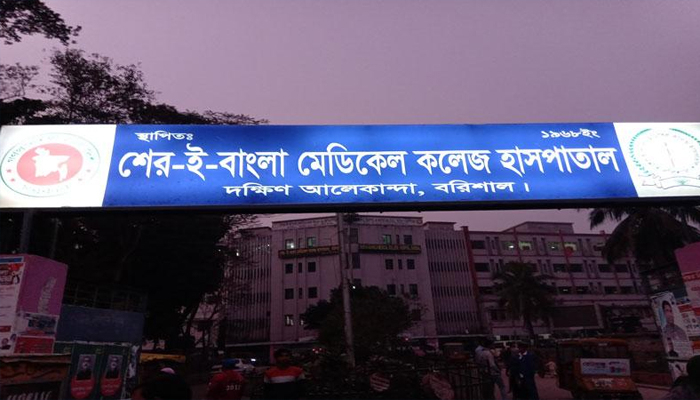 স্থাপিতঃ ১৯৬৮ইং
শের-ই-বাংলা মেডিকেল কলেজ হাসপাতাল
দক্ষিণ আলেকান্দা, বরিশাল।